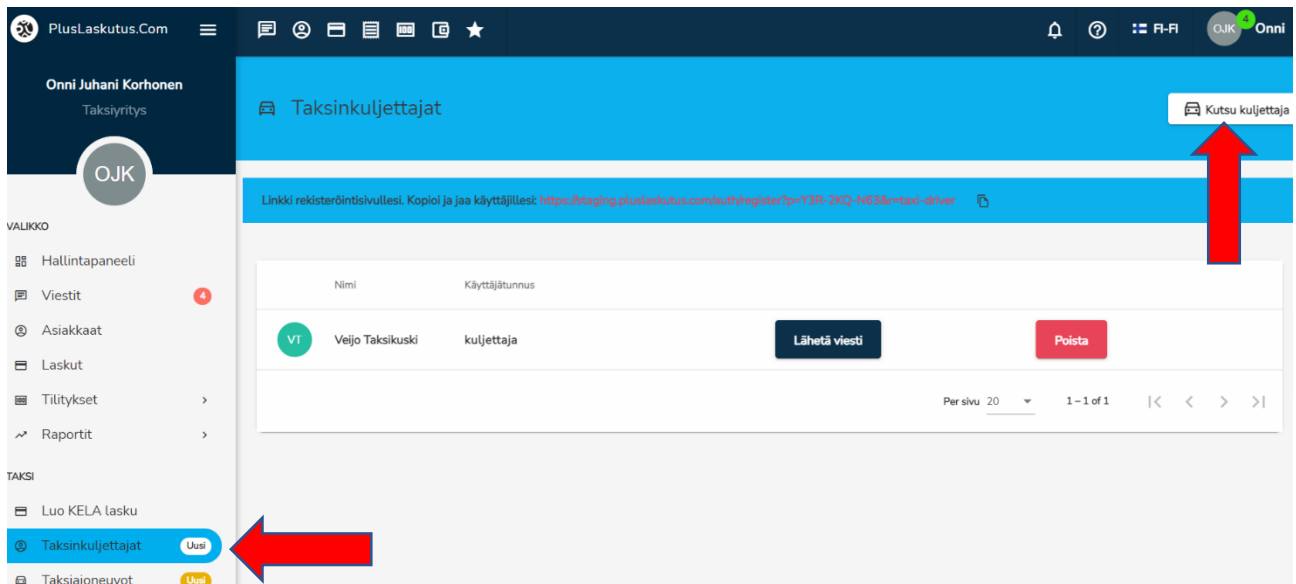 PlusLaskutus.Com
FI-FI
OJK
4
Onni
Onni Juhani Korhonen
Taksiyritys
OJK
Taksinkuljettajat
Kutsu kuljettaja
Linkki rekisteröintisivullesi. Kopioi ja jaa käyttäjillesi: https://staging.pluslaskutus.com/auth/register?p=Y3R-2KQ-N63&r=taxi-driver
VALIKKO
Hallintapaneeli
Viestit 4
Asiakkaat
Laskut
Tilitykset
Raportit
TAKSI
Luo KELA lasku
Taksinkuljettajat Uusi
Taksiajoneuvot Uusi
Nimi Käyttäjätunnus
VT Veijo Taksikuski kuljettaja Lähetä viesti Poista
Per sivu 20 1 – 1 of 1